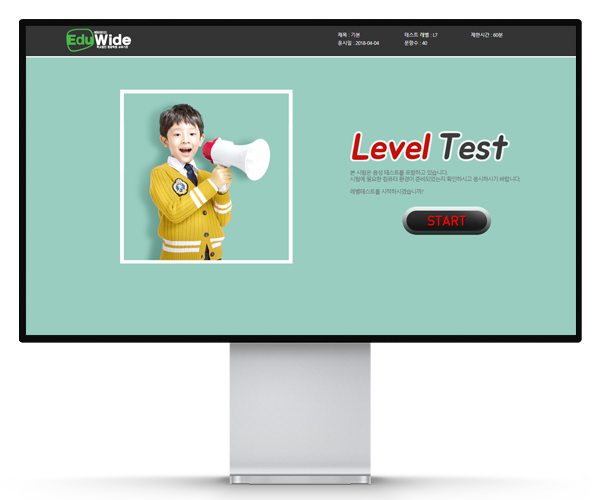 EduWide
제목 : 기본
테스트 레벨 : L7
제한시간 : 60분
응시일 : 2018-04-04
문항수 : 40
Level Test
본 시험은 음성 테스트를 포함하고 있습니다.
시험에 필요한 컴퓨터 환경이 준비되었는지 확인하시고 응시하시기 바랍니다.
레벨테스트를 시작하시겠습니까?
START